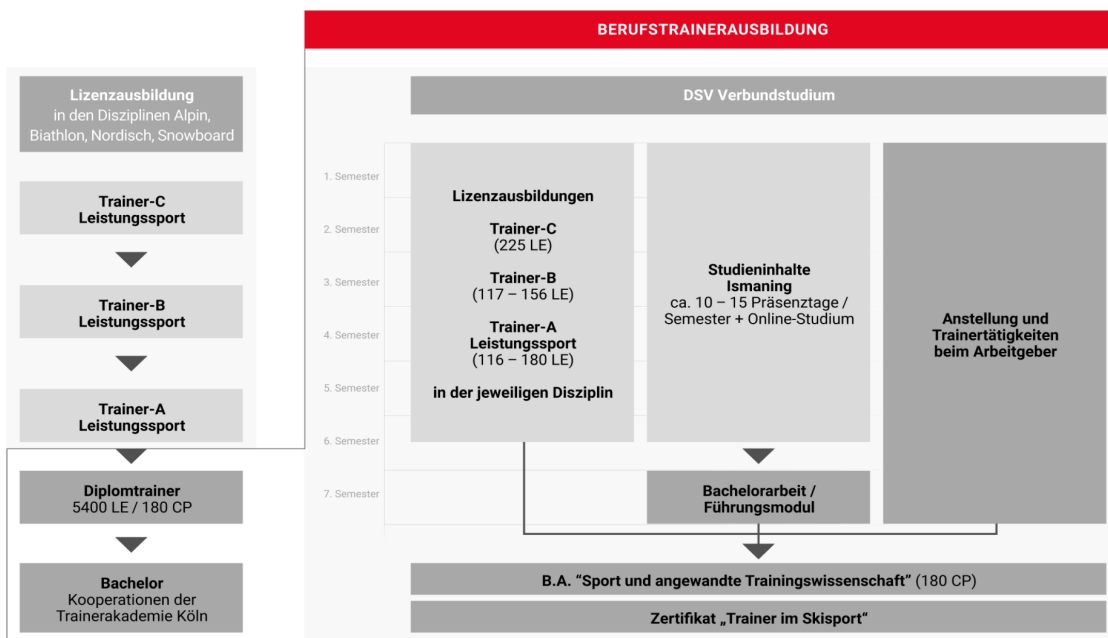 BERUFSTRAINERAUSBILDUNG
Lizenzausbildung
in den Disziplinen Alpin,
Biathlon, Nordisch, Snowboard
Trainer-C
Leistungssport
Trainer-B
Leistungssport
Trainer-A
Leistungssport
Diplomtrainer
5400 LE / 180 CP
Bachelor
Kooperationen der
Trainerakademie Köln
DSV Verbundstudium
1. Semester
2. Semester
3. Semester
4. Semester
5. Semester
6. Semester
7. Semester
Lizenzausbildungen
Trainer-C
(225 LE)
Trainer-B
(117 – 156 LE)
Trainer-A
Leistungssport
(116 – 180 LE)
in der jeweiligen Disziplin
Studieninhalte
Ismaning
ca. 10 – 15 Präsenztage /
Semester + Online-Studium
Bachelorarbeit /
Führungsmodul
Anstellung und
Trainertätigkeiten
beim Arbeitgeber
B.A. “Sport und angewandte Trainingswissenschaft” (180 CP)
Zertifikat „Trainer im Skisport“